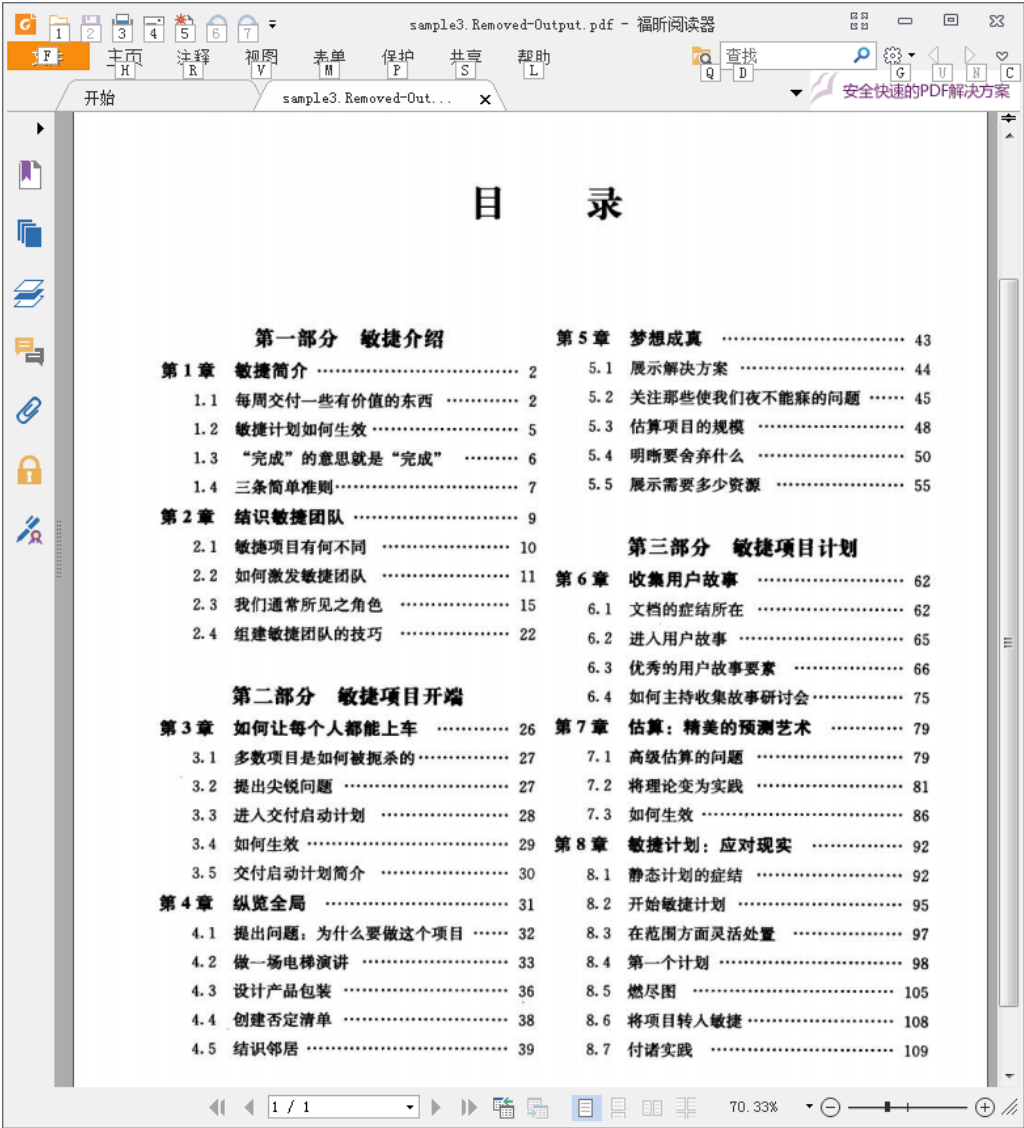 sample3.Removed-Output.pdf - 福昕阅读器
1 2 3 4 5 6 7
文件 主页 注释 视图 表单 保护 共享 帮助 查找
F H R V M P S L Q D G U N C
开始 sample3.Removed-Out... 安全快速的PDF解决方案
目 录
第一部分 敏捷介绍
第 1 章 敏捷简介 ………………………… 2
1.1 每周交付一些有价值的东西 ………… 2
1.2 敏捷计划如何生效………………… 5
1.3 “完成”的意思就是“完成” ……… 6
1.4 三条简单准则……………………… 7
第 2 章 结识敏捷团队 …………………… 9
2.1 敏捷项目有何不同 ………………… 10
2.2 如何激发敏捷团队 ………………… 11
2.3 我们通常所见之角色 ……………… 15
2.4 组建敏捷团队的技巧 ……………… 22
第二部分 敏捷项目开端
第 3 章 如何让每个人都能上车 ………… 26
3.1 多数项目是如何被扼杀的…………… 27
3.2 提出尖锐问题 ……………………… 27
3.3 进入交付启动计划 ………………… 28
3.4 如何生效 …………………………… 29
3.5 交付启动计划简介 ………………… 30
第 4 章 纵览全局 ………………………… 31
4.1 提出问题：为什么要做这个项目 …… 32
4.2 做一场电梯演讲 …………………… 33
4.3 设计产品包装 ……………………… 36
4.4 创建否定清单 ……………………… 38
4.5 结识邻居 …………………………… 39
第 5 章 梦想成真 ………………………… 43
5.1 展示解决方案 ……………………… 44
5.2 关注那些使我们夜不能寐的问题 …… 45
5.3 估算项目的规模 …………………… 48
5.4 明晰要舍弃什么 …………………… 50
5.5 展示需要多少资源 ………………… 55
第三部分 敏捷项目计划
第 6 章 收集用户故事 …………………… 62
6.1 文档的症结所在 …………………… 62
6.2 进入用户故事 ……………………… 65
6.3 优秀的用户故事要素 ……………… 66
6.4 如何主持收集故事研讨会…………… 75
第 7 章 估算：精美的预测艺术 ………… 79
7.1 高级估算的问题 …………………… 79
7.2 将理论变为实践 …………………… 81
7.3 如何生效 …………………………… 86
第 8 章 敏捷计划：应对现实 …………… 92
8.1 静态计划的症结 …………………… 92
8.2 开始敏捷计划 ……………………… 95
8.3 在范围方面灵活处置 ……………… 97
8.4 第一个计划 ………………………… 98
8.5 燃尽图 ……………………………… 105
8.6 将项目转入敏捷…………………… 108
8.7 付诸实践 ………………………… 109
1 / 1 70.33%